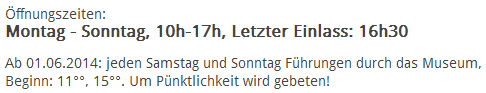 Öffnungszeiten:
Montag - Sonntag, 10h-17h, Letzter Einlass: 16h30
Ab 01.06.2014: jeden Samstag und Sonntag Führungen durch das Museum,
Beginn: 11°°, 15°°. Um Pünktlichkeit wird gebeten!